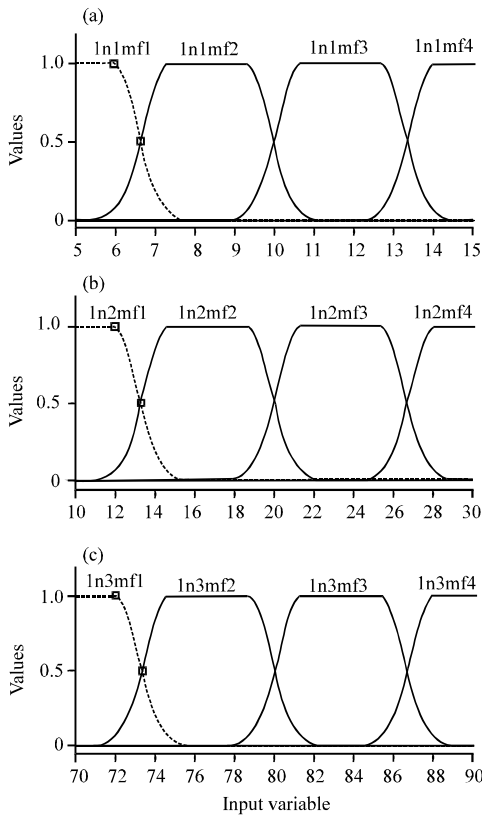 (a)
1n1mf1 1n1mf2 1n1mf3 1n1mf4
1.0
0.5
0
Values
5 6 7 8 9 10 11 12 13 14 15
(b)
1n2mf1 1n2mf2 1n2mf3 1n2mf4
1.0
0.5
0
Values
10 12 14 16 18 20 22 24 26 28 30
(c)
1n3mf1 1n3mf2 1n3mf3 1n3mf4
1.0
0.5
0
Values
70 72 74 76 78 80 82 84 86 88 90
Input variable